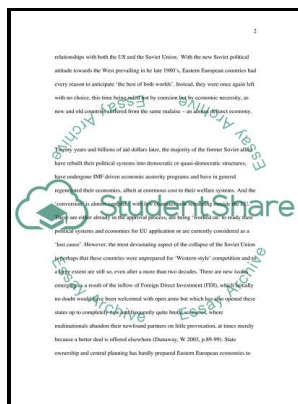 2
relationships with both the US and the Soviet Union. With the new Soviet political
attitude towards the West prevailing in he late 1980's, Eastern European countries had
every reason to anticipate 'the best of both worlds'. Instead, they were once again left
with no choice, this time being ruled not by coercion but by economic necessity, as
new and old countries suffered from the same malaise – an almost defunct economy.
Twenty years and billions of aid dollars later, the majority of the former Soviet allied
have rebuilt their political systems into democratic or quasi-democratic structures,
have undergone IMF driven economic austerity programs and have in general
regenerated their economies, albeit at enormous cost to their welfare systems. And the
'conversion' is almost complete, with few countries now remaining outside the EU.
There are either already in the approval process, are being 'worked on' to ready their
political systems and economies for EU application or are currently considered as a
'lost cause'. However, the most devastating aspect of the collapse of the Soviet Union
is perhaps that these countries were unprepared for 'Western-style' competition and to
a large extent are still so, even after a more than two decades. There are new issues
emerging as a result of the inflow of Foreign Direct Investment (FDI), which initially
no doubt would have been welcomed with open arms but which has also opened these
states up to completely new and frequently quite brutal scenarios, where
multinationals abandon their newfound partners on little provocation, at times merely
because a better deal is offered elsewhere (Dunaway, W 2003, p.89-99). State
ownership and central planning has hardly prepared Eastern European economies to
StudentShare